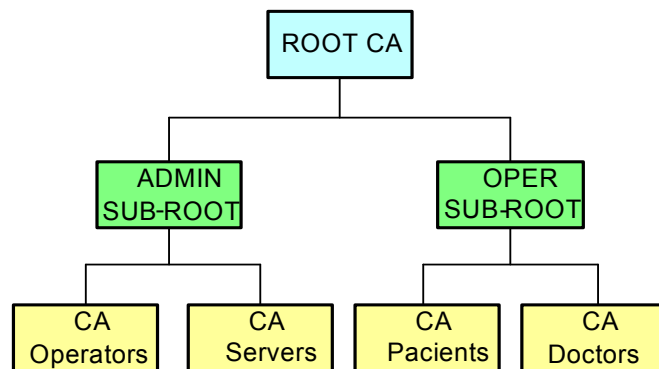 ROOT CA
ADMIN
SUB-ROOT
OPER
SUB-ROOT
CA
Operators
CA
Servers
CA
Pacients
CA
Doctors